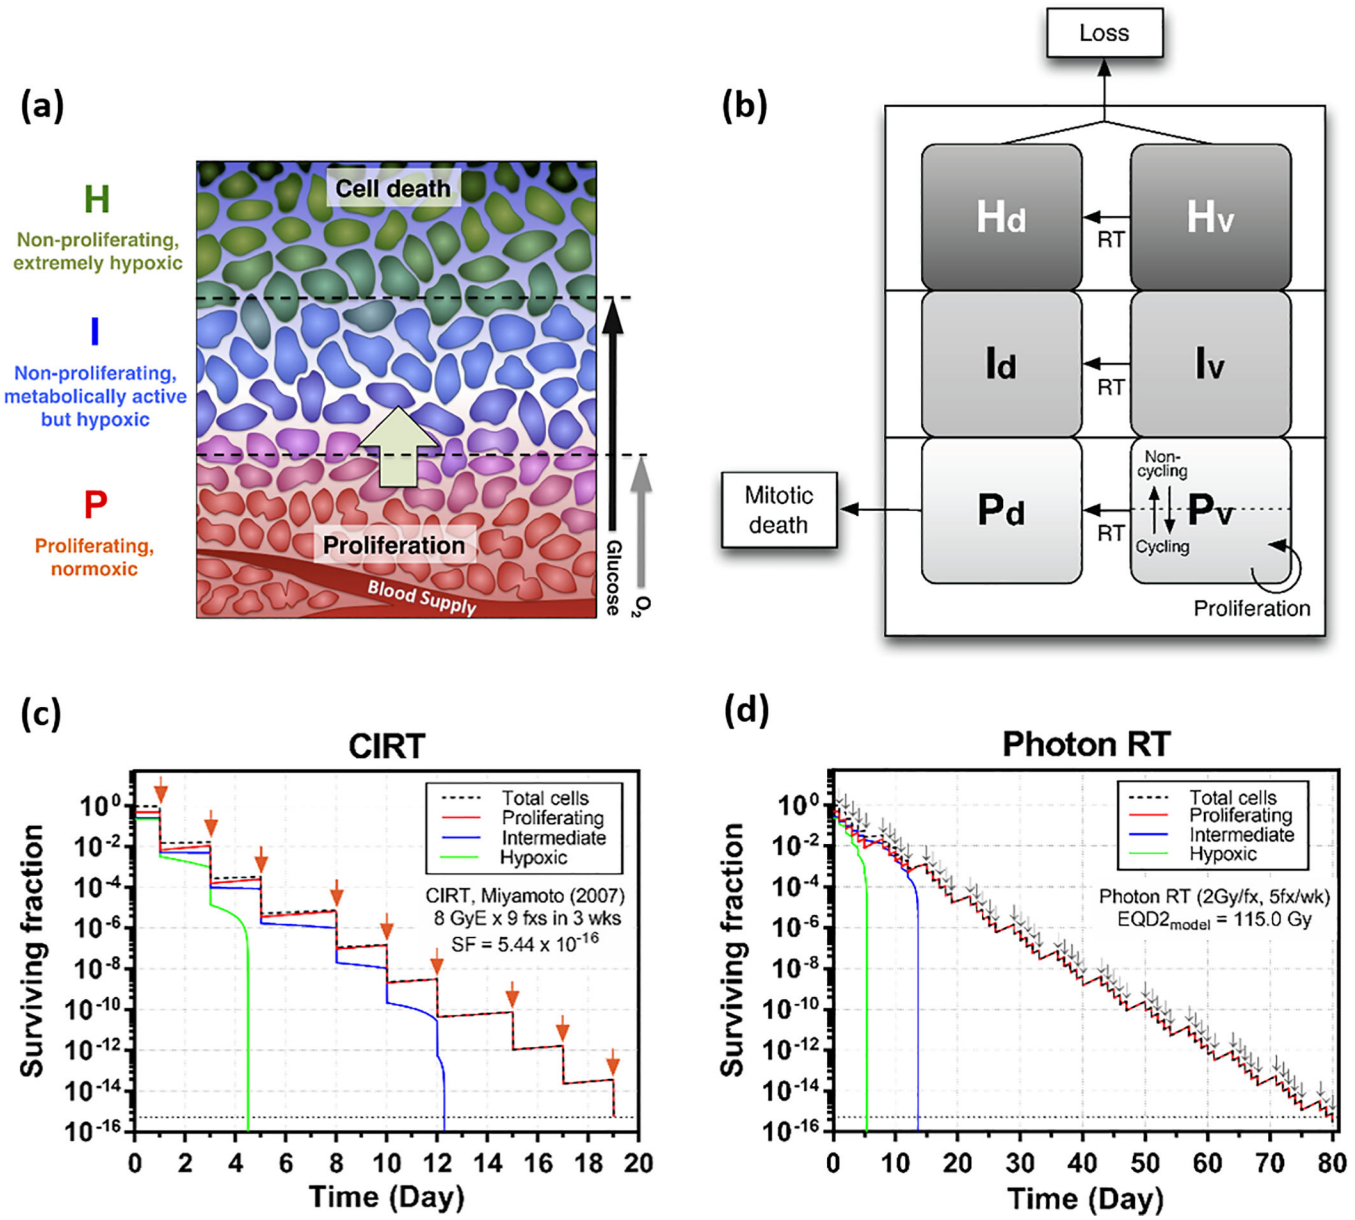 (a)
H
Non-proliferating,
extremely hypoxic
I
Non-proliferating,
metabolically active
but hypoxic
P
Proliferating,
normoxic
Cell death
Proliferation
Blood Supply
Glucose
O2
(b)
Loss
Hd
RT
Hv
Id
RT
Iv
Mitotic
death
Pd
RT
Non-
cycling
Pv
Cycling
Proliferation
(c)
CIRT
Surviving fraction
10^0
10^-2
10^-4
10^-6
10^-8
10^-10
10^-12
10^-14
10^-16
Total cells
Proliferating
Intermediate
Hypoxic
CIRT, Miyamoto (2007)
8 GyE x 9 fxs in 3 wks
SF = 5.44 x 10^-16
0 2 4 6 8 10 12 14 16 18 20
Time (Day)
(d)
Photon RT
Surviving fraction
10^0
10^-2
10^-4
10^-6
10^-8
10^-10
10^-12
10^-14
10^-16
Total cells
Proliferating
Intermediate
Hypoxic
Photon RT (2Gy/fx, 5fx/wk)
EQD2model = 115.0 Gy
0 10 20 30 40 50 60 70 80
Time (Day)